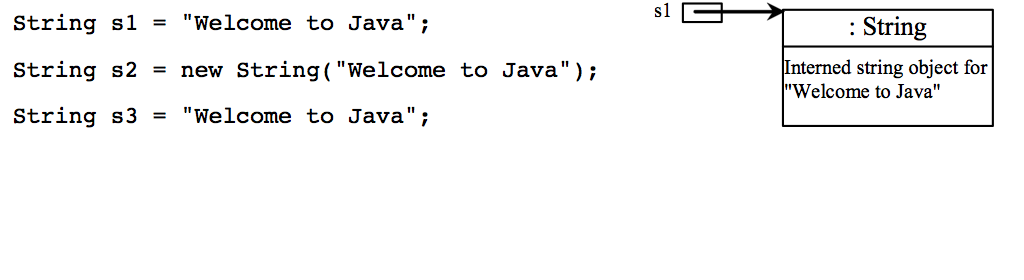 String s1 = "Welcome to Java";
String s2 = new String("Welcome to Java");
String s3 = "Welcome to Java";
s1
: String
Interned string object for
"Welcome to Java"